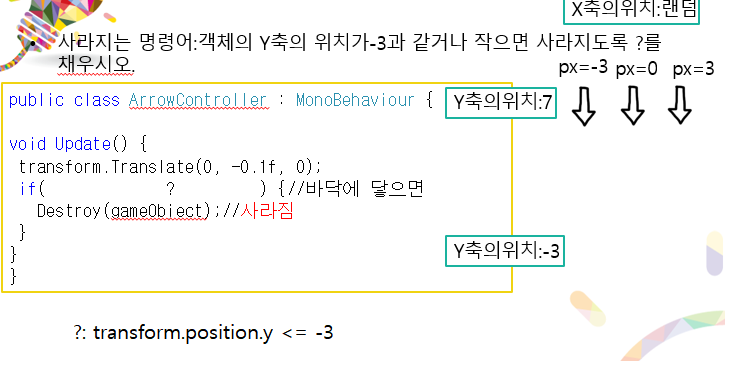 X축의위치:랜덤
• 사라지는 명령어:객체의 Y축의 위치가-3과 같거나 작으면 사라지도록 ?를
채우시오.
px=-3 px=0 px=3
public class ArrowController : MonoBehaviour {
Y축의위치:7
void Update() {
transform.Translate(0, -0.1f, 0);
if( ? ) {//바닥에 닿으면
Destroy(gameObject);//사라짐
}
}
Y축의위치:-3
}
?: transform.position.y <= -3